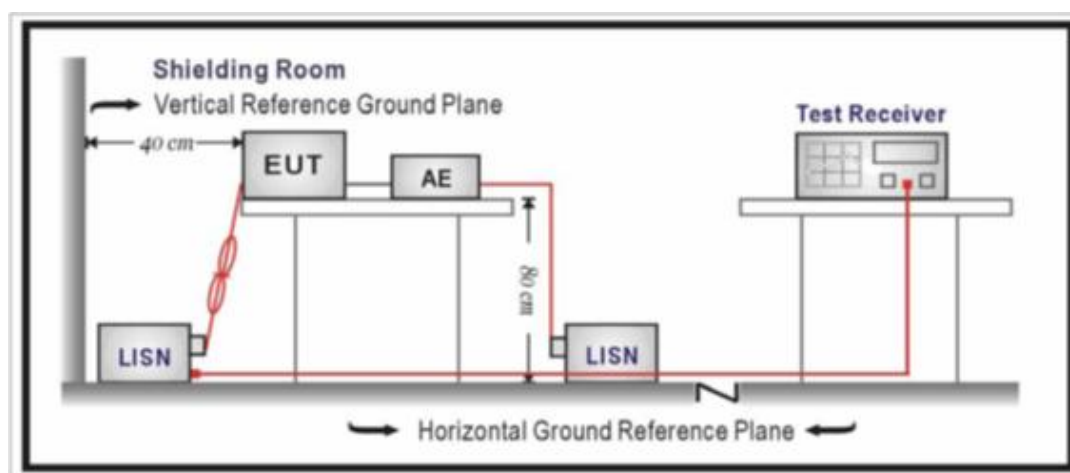 Shielding Room
Vertical Reference Ground Plane
40 cm
EUT
AE
Test Receiver
80 cm
LISN
LISN
Horizontal Ground Reference Plane